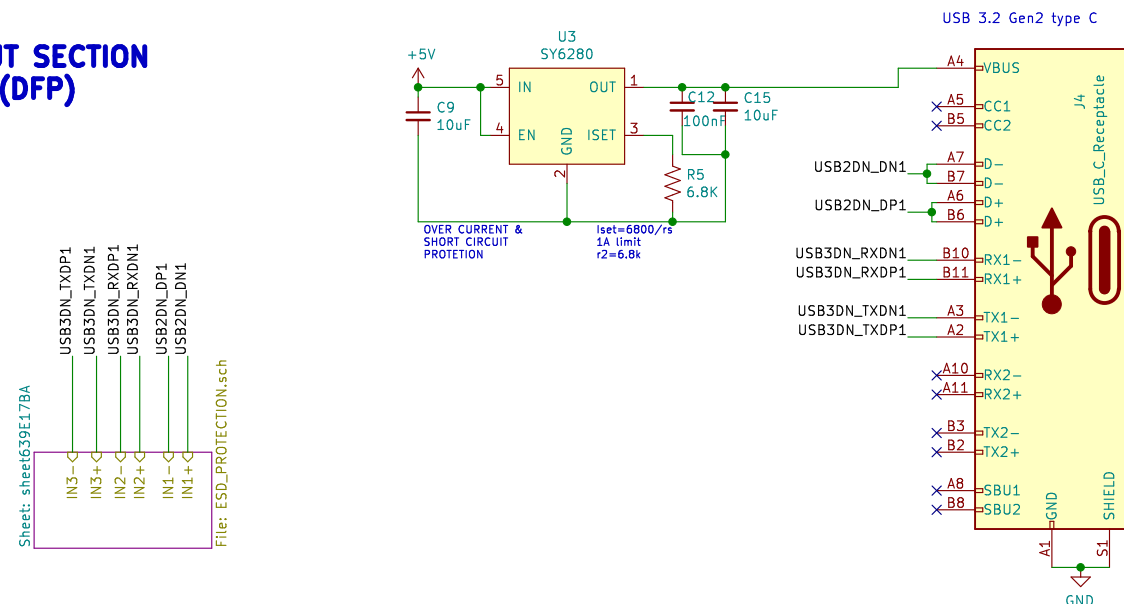 USB 3.2 Gen2 type C
UT SECTION
(DFP)
+5V
U3
SY6280
5
IN
OUT
1
4
EN
ISET
3
GND
2
C9
10uF
C12
100nF
C15
10uF
R5
6.8K
OVER CURRENT &
SHORT CIRCUIT
PROTETION
Iset=6800/rs
1A limit
r2=6.8k
J4
USB_C_Receptacle
A4
VBUS
A5
CC1
B5
CC2
USB2DN_DN1
A7
D-
B7
D-
USB2DN_DP1
A6
D+
B6
D+
USB3DN_RXDN1
B10
RX1-
USB3DN_RXDP1
B11
RX1+
USB3DN_TXDN1
A3
TX1-
USB3DN_TXDP1
A2
TX1+
A10
RX2-
A11
RX2+
B3
TX2-
B2
TX2+
A8
SBU1
B8
SBU2
GND
SHIELD
A1
S1
GND
USB3DN_TXDP1
USB3DN_TXDN1
USB3DN_RXDP1
USB3DN_RXDN1
USB2DN_DP1
USB2DN_DN1
Sheet: sheet639E17BA
IN3-
IN3+
IN2-
IN2+
IN1-
IN1+
File: ESD_PROTECTION.sch